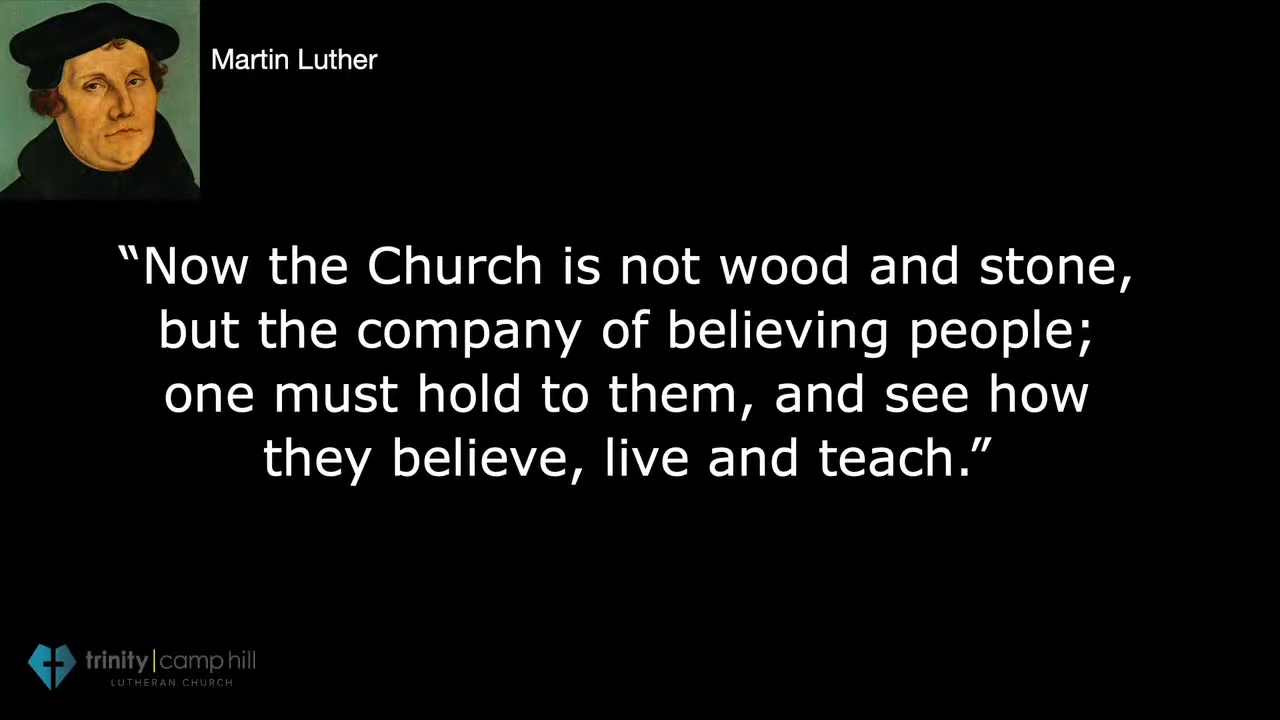 Martin Luther
“Now the Church is not wood and stone,
but the company of believing people;
one must hold to them, and see how
they believe, live and teach.”
trinity|camp hill
LUTHERAN CHURCH